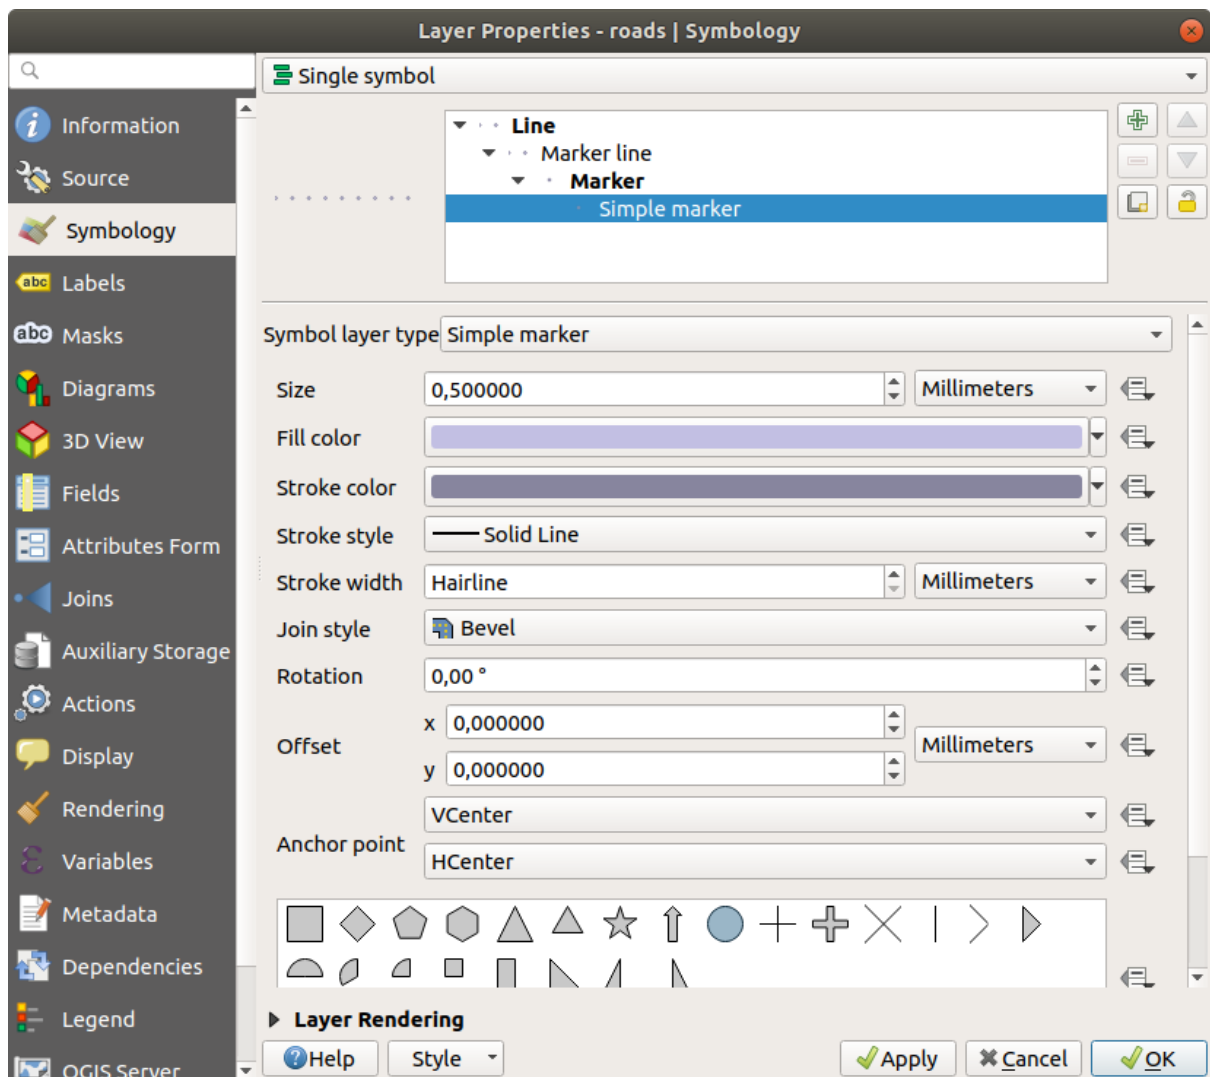 Layer Properties - roads | Symbology
Single symbol
Information
Source
Symbology
Labels
Masks
Diagrams
3D View
Fields
Attributes Form
Joins
Auxiliary Storage
Actions
Display
Rendering
Variables
Metadata
Dependencies
Legend
QGIS Server
Line
Marker line
Marker
Simple marker
Symbol layer type Simple marker
Size 0,500000 Millimeters
Fill color
Stroke color
Stroke style Solid Line
Stroke width Hairline Millimeters
Join style Bevel
Rotation 0,00 °
Offset x 0,000000 Millimeters
y 0,000000
Anchor point VCenter
HCenter
Layer Rendering
Help Style Apply Cancel OK